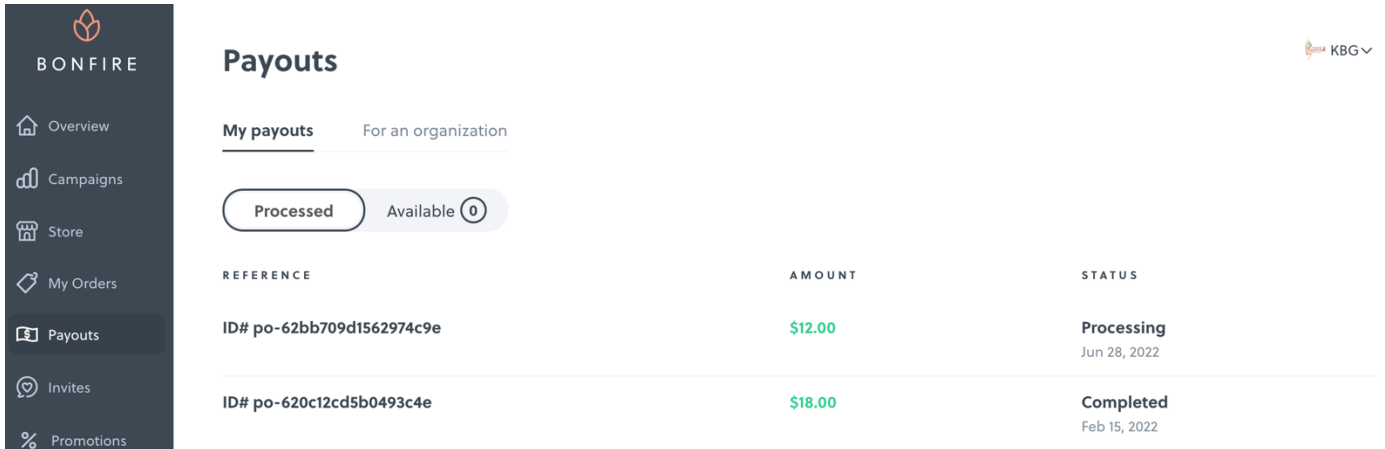 BONFIRE
Overview
Campaigns
Store
My Orders
Payouts
Invites
Promotions
Payouts
KBG
My payouts For an organization
Processed Available 0
REFERENCE AMOUNT STATUS
ID# po-62bb709d1562974c9e $12.00 Processing
Jun 28, 2022
ID# po-620c12cd5b0493c4e $18.00 Completed
Feb 15, 2022